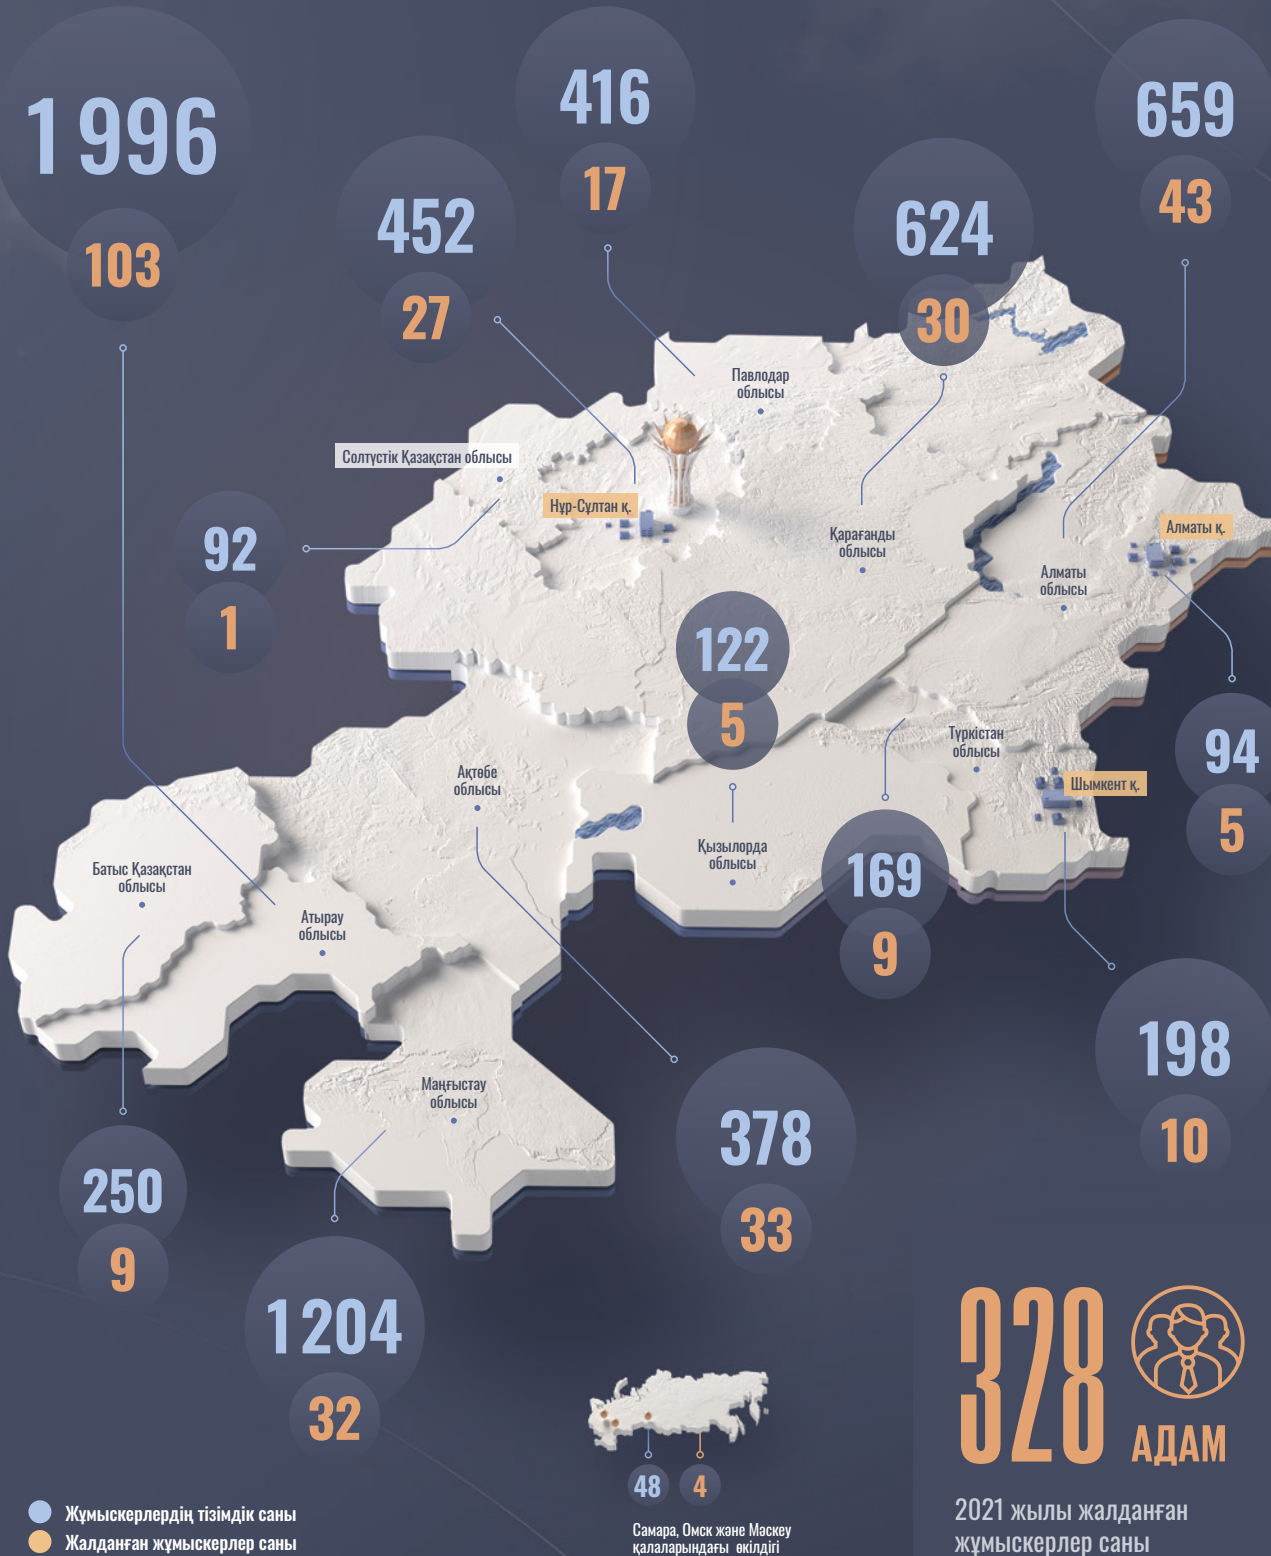 1 996
103
416
17
659
43
452
27
624
30
Павлодар
облысы
Солтүстік Қазақстан облысы
Нұр-Сұлтан қ.
Қарағанды
облысы
Алматы қ.
Алматы
облысы
92
1
122
5
Түркістан
облысы
94
5
Ақтөбе
облысы
Шымкент қ.
Қызылорда
облысы
Батыс Қазақстан
облысы
Атырау
облысы
169
9
198
10
Маңғыстау
облысы
378
33
250
9
1 204
32
328
АДАМ
2021 жылы жалданған
жұмыскерлер саны
48
4
Самара, Омск және Мәскеу
қалаларындағы өкілдігі
Жұмыскерлердің тізімдік саны
Жалданған жұмыскерлер саны